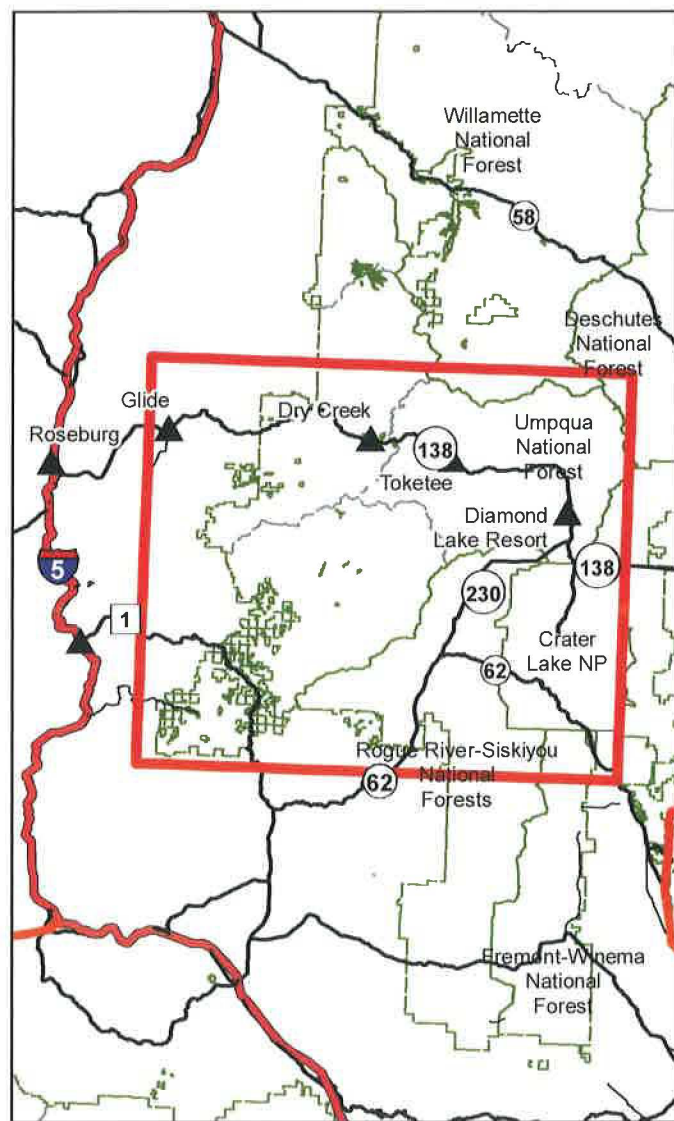 Willamette
National
Forest
58
Deschutes
National
Forest
Glide
Dry Creek
Roseburg
138
Umpqua
National
Forest
Toketee
Diamond
Lake Resort
5
138
230
1
Crater
Lake NP
62
Rogue River-Siskiyou
National
Forests
62
Fremont-Winema
National
Forest